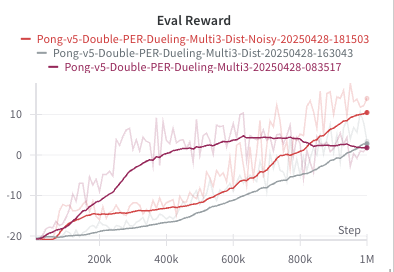 Eval Reward
Pong-v5-Double-PER-Dueling-Multi3-Dist-Noisy-20250428-181503
Pong-v5-Double-PER-Dueling-Multi3-Dist-20250428-163043
Pong-v5-Double-PER-Dueling-Multi3-20250428-083517
10
0
-10
-20
Step
200k 400k 600k 800k 1M